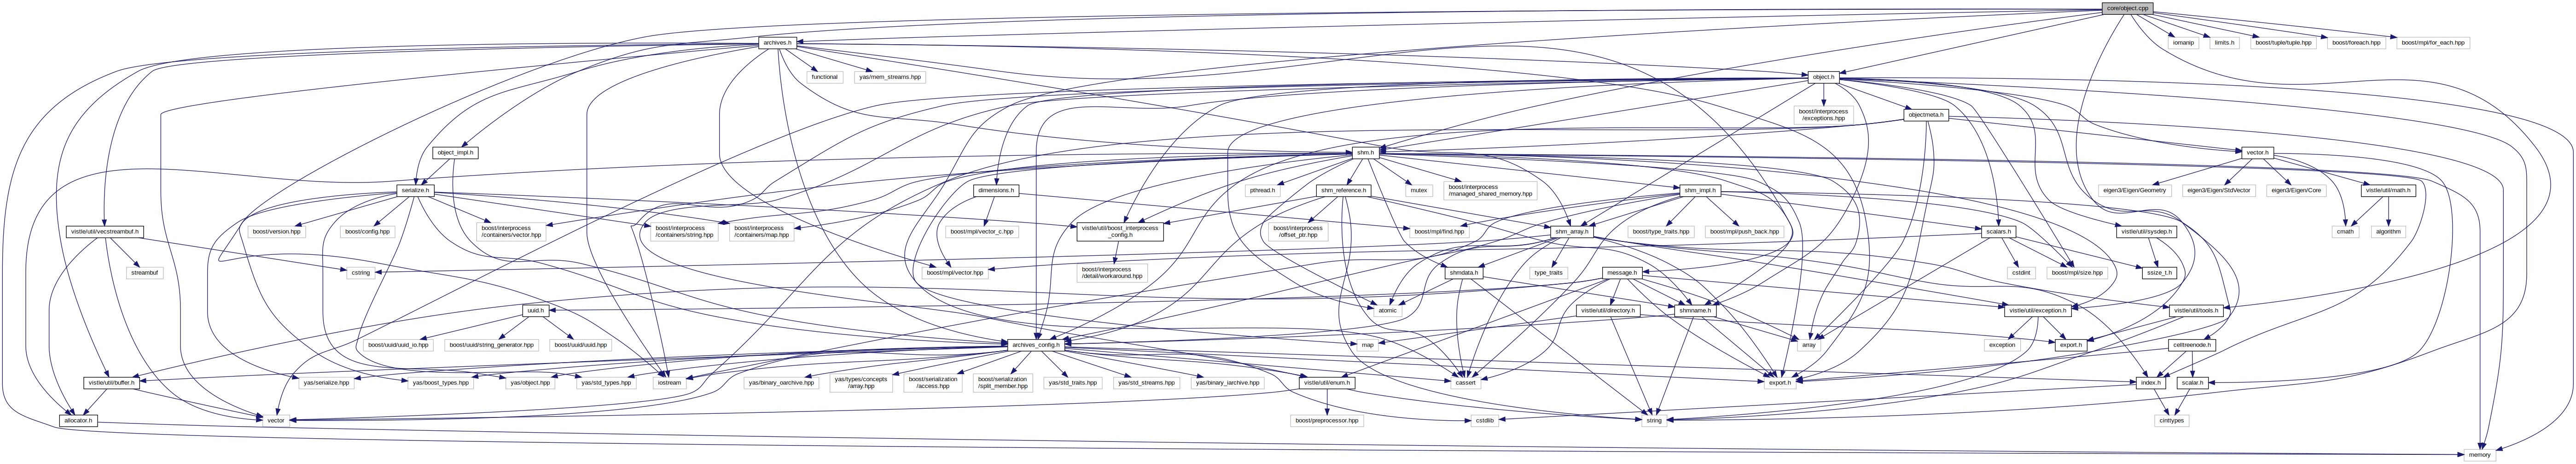 core/object.cpp
archives.h
iomanip
limits.h
boost/tuple/tuple.hpp
boost/foreach.hpp
boost/mpl/for_each.hpp
functional
yas/mem_streams.hpp
object.h
boost/interprocess
/exceptions.hpp
objectmeta.h
object_impl.h
shm.h
vector.h
serialize.h
dimensions.h
pthread.h
shm_reference.h
mutex
boost/interprocess
/managed_shared_memory.hpp
shm_impl.h
eigen3/Eigen/Geometry
eigen3/Eigen/StdVector
eigen3/Eigen/Core
vistle/util/math.h
vistle/util/vecstreambuf.h
boost/version.hpp
boost/config.hpp
boost/interprocess
/containers/vector.hpp
boost/interprocess
/containers/string.hpp
boost/interprocess
/containers/map.hpp
boost/mpl/vector_c.hpp
vistle/util/boost_interprocess
_config.h
boost/interprocess
/offset_ptr.hpp
boost/mpl/find.hpp
shm_array.h
boost/type_traits.hpp
boost/mpl/push_back.hpp
scalars.h
vistle/util/sysdep.h
cmath
algorithm
streambuf
cstring
boost/mpl/vector.hpp
boost/interprocess
/detail/workaround.hpp
shmdata.h
type_traits
message.h
cstdint
boost/mpl/size.hpp
ssize_t.h
uuid.h
atomic
vistle/util/directory.h
shmname.h
vistle/util/exception.h
vistle/util/tools.h
boost/uuid/uuid_io.hpp
boost/uuid/string_generator.hpp
boost/uuid/uuid.hpp
archives_config.h
map
array
exception
export.h
celltreenode.h
vistle/util/buffer.h
yas/serialize.hpp
yas/boost_types.hpp
yas/object.hpp
yas/std_types.hpp
iostream
yas/binary_oarchive.hpp
yas/types/concepts
/array.hpp
boost/serialization
/access.hpp
boost/serialization
/split_member.hpp
yas/std_traits.hpp
yas/std_streams.hpp
yas/binary_iarchive.hpp
vistle/util/enum.h
cassert
export.h
index.h
scalar.h
allocator.h
vector
boost/preprocessor.hpp
cstdlib
string
cinttypes
memory